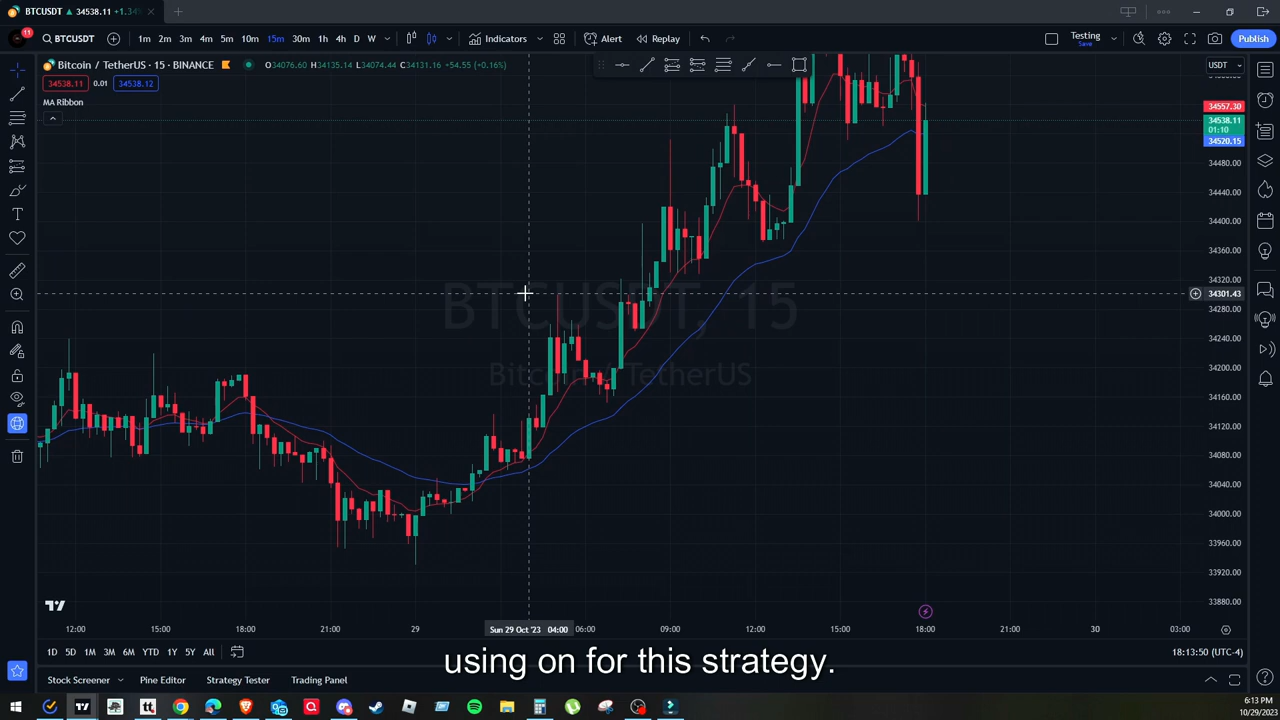 BTCUSDT ▲ 34538.11 +1.34%
11
BTCUSDT
1m 2m 3m 4m 5m 10m 15m 30m 1h 4h D W
Indicators
Alert
Replay
Testing
Save
Publish
Bitcoin / TetherUS · 15 · BINANCE
O34076.60 H34135.14 L34074.44 C34131.16 +54.55 (+0.16%)
USDT
34538.11 0.01 34538.12
MA Ribbon
34557.30
34538.11
01:10
34520.15
34480.00
34440.00
34400.00
34360.00
34320.00
34301.43
34240.00
34200.00
34160.00
34120.00
34080.00
34040.00
34000.00
33960.00
33920.00
33880.00
BTCUSDT, 15
Bitcoin / TetherUS
12:00 15:00 18:00 21:00 29 Sun 29 Oct '23 04:00 06:00 09:00 12:00 15:00 18:00 21:00 30 03:00
1D 5D 1M 3M 6M YTD 1Y 5Y All
18:13:50 (UTC-4)
using on for this strategy.
Stock Screener Pine Editor Strategy Tester Trading Panel
6:13 PM
10/29/2023